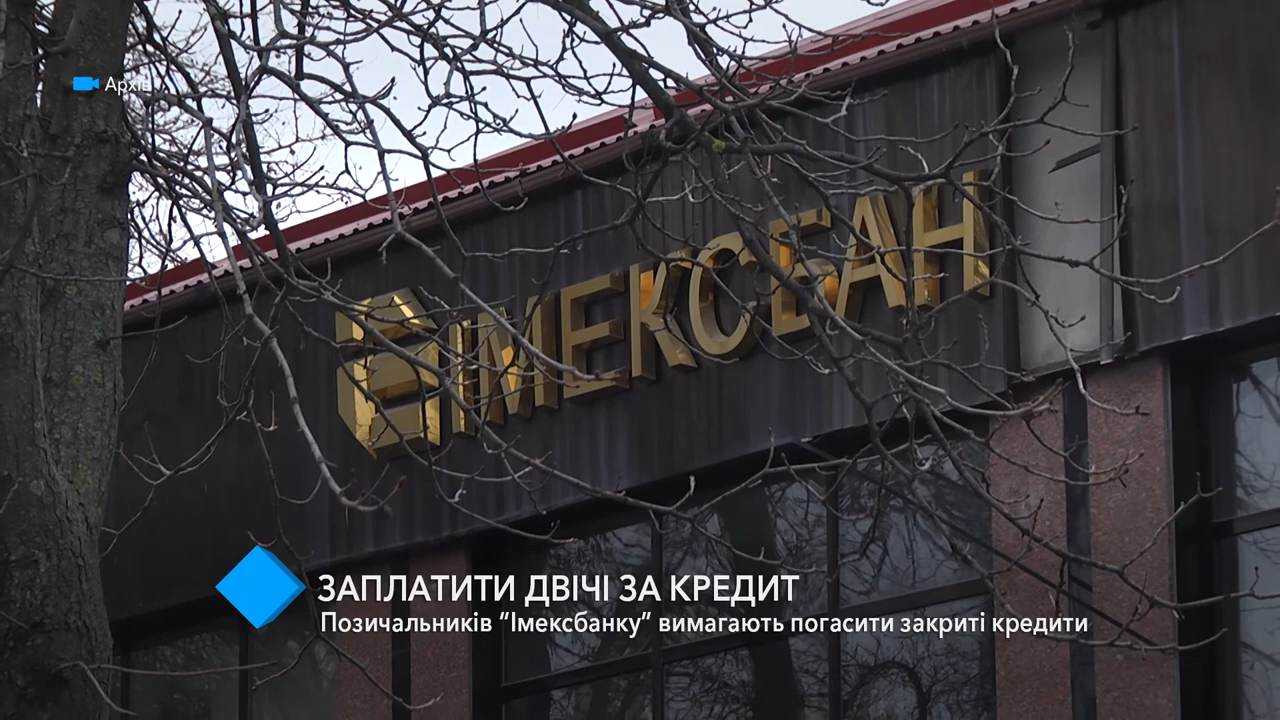 Архів
ІМЕКСБАН
ЗАПЛАТИТИ ДВІЧІ ЗА КРЕДИТ
Позичальників “Імексбанку” вимагають погасити закриті кредити